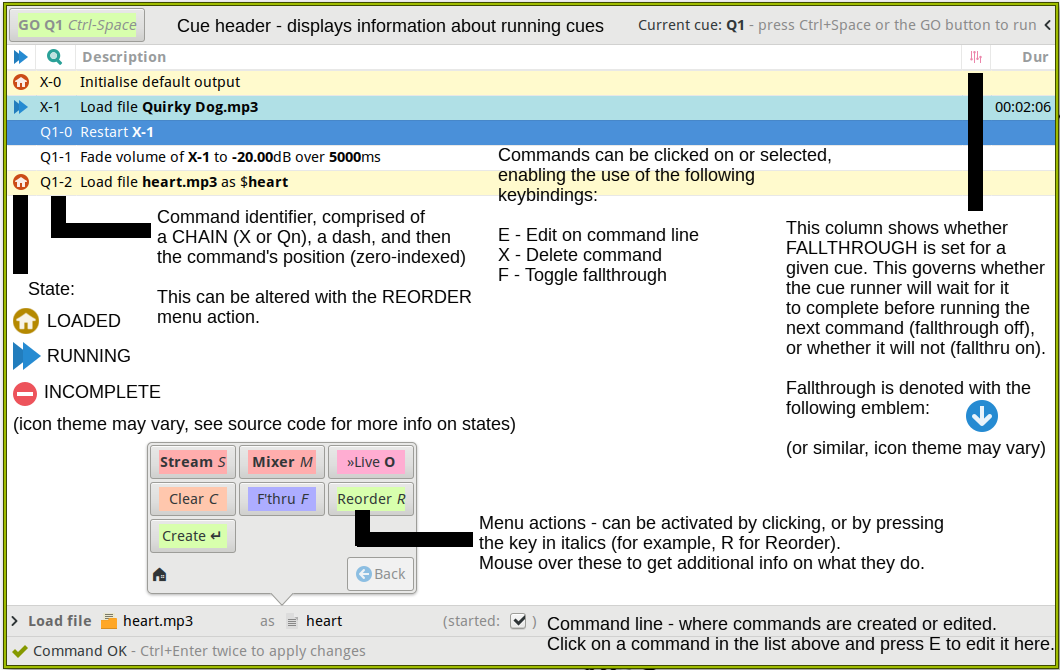 GO Q1 Ctrl-Space
Cue header - displays information about running cues
Current cue: Q1 - press Ctrl+Space or the GO button to run
Description
Dur
X-0 Initialise default output
X-1 Load file Quirky Dog.mp3 00:02:06
Q1-0 Restart X-1
Q1-1 Fade volume of X-1 to -20.00dB over 5000ms
Q1-2 Load file heart.mp3 as $heart
Commands can be clicked on or selected,
enabling the use of the following
keybindings:
E - Edit on command line
X - Delete command
F - Toggle fallthrough
Command identifier, comprised of
a CHAIN (X or Qn), a dash, and then
the command's position (zero-indexed)
This can be altered with the REORDER
menu action.
This column shows whether
FALLTHROUGH is set for a
given cue. This governs whether
the cue runner will wait for it
to complete before running the
next command (fallthrough off),
or whether it will not (fallthru on).
Fallthrough is denoted with the
following emblem:
(or similar, icon theme may vary)
State:
LOADED
RUNNING
INCOMPLETE
(icon theme may vary, see source code for more info on states)
Stream S
Mixer M
»Live O
Clear C
F'thru F
Reorder R
Create ↵
Back
Menu actions - can be activated by clicking, or by pressing
the key in italics (for example, R for Reorder).
Mouse over these to get additional info on what they do.
Load file heart.mp3 as heart (started: )
Command line - where commands are created or edited.
Click on a command in the list above and press E to edit it here.
Command OK - Ctrl+Enter twice to apply changes